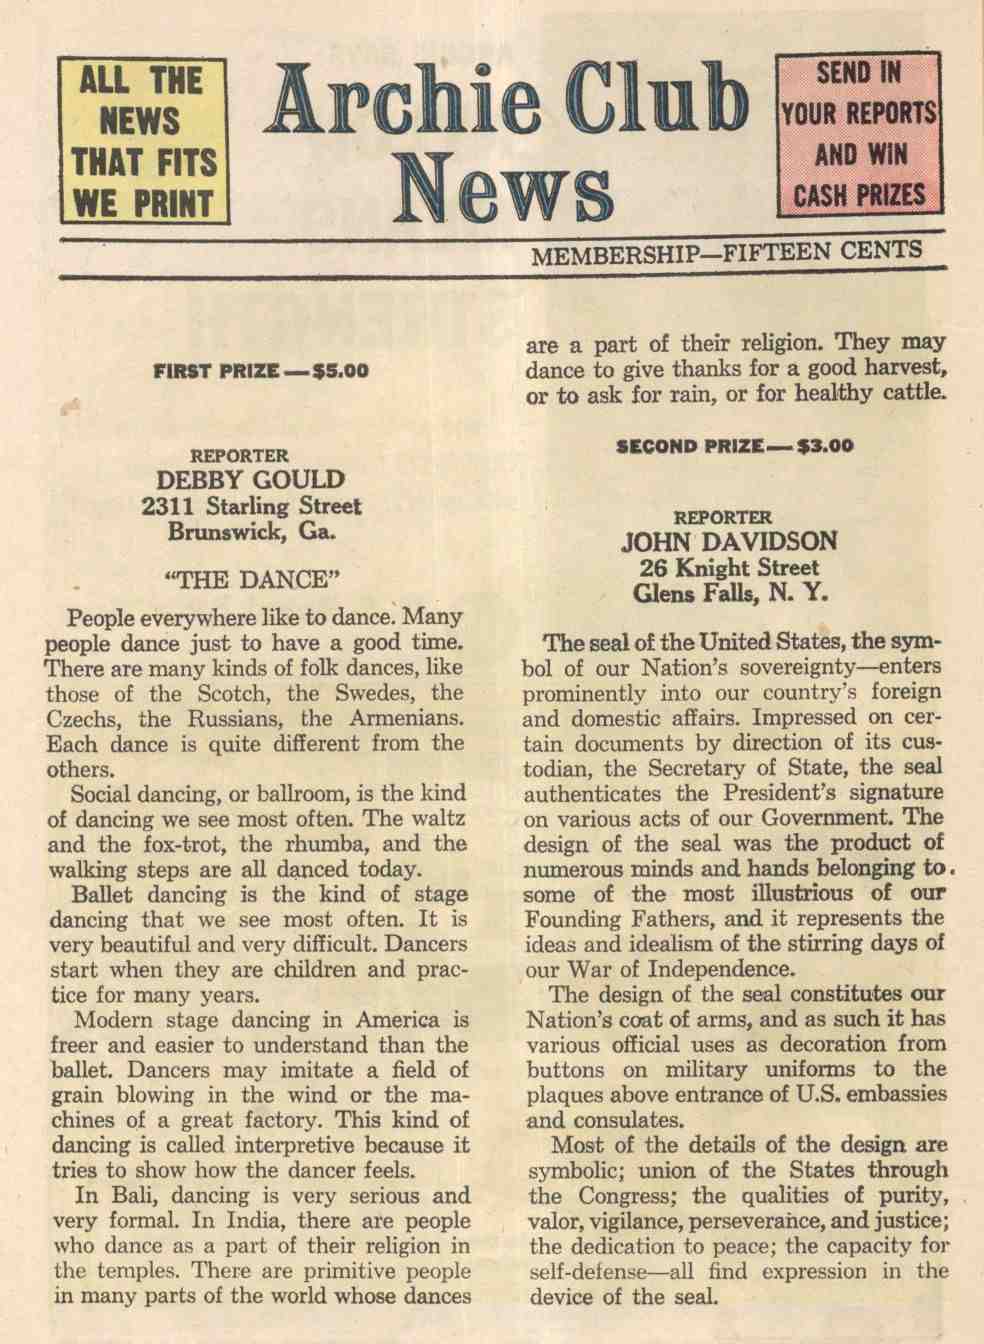 ALL THE
NEWS
THAT FITS
WE PRINT
Archie Club
News
SEND IN
YOUR REPORTS
AND WIN
CASH PRIZES
MEMBERSHIP—FIFTEEN CENTS
FIRST PRIZE — $5.00
REPORTER
DEBBY GOULD
2311 Starling Street
Brunswick, Ga.
"THE DANCE"
People everywhere like to dance. Many
people dance just to have a good time.
There are many kinds of folk dances, like
those of the Scotch, the Swedes, the
Czechs, the Russians, the Armenians.
Each dance is quite different from the
others.
Social dancing, or ballroom, is the kind
of dancing we see most often. The waltz
and the fox-trot, the rhumba, and the
walking steps are all danced today.
Ballet dancing is the kind of stage
dancing that we see most often. It is
very beautiful and very difficult. Dancers
start when they are children and prac-
tice for many years.
Modern stage dancing in America is
freer and easier to understand than the
ballet. Dancers may imitate a field of
grain blowing in the wind or the ma-
chines of a great factory. This kind of
dancing is called interpretive because it
tries to show how the dancer feels.
In Bali, dancing is very serious and
very formal. In India, there are people
who dance as a part of their religion in
the temples. There are primitive people
in many parts of the world whose dances
are a part of their religion. They may
dance to give thanks for a good harvest,
or to ask for rain, or for healthy cattle.
SECOND PRIZE — $3.00
REPORTER
JOHN DAVIDSON
26 Knight Street
Glens Falls, N. Y.
The seal of the United States, the sym-
bol of our Nation's sovereignty—enters
prominently into our country's foreign
and domestic affairs. Impressed on cer-
tain documents by direction of its cus-
todian, the Secretary of State, the seal
authenticates the President's signature
on various acts of our Government. The
design of the seal was the product of
numerous minds and hands belonging to
some of the most illustrious of our
Founding Fathers, and it represents the
ideas and idealism of the stirring days of
our War of Independence.
The design of the seal constitutes our
Nation's coat of arms, and as such it has
various official uses as decoration from
buttons on military uniforms to the
plaques above entrance of U.S. embassies
and consulates.
Most of the details of the design are
symbolic; union of the States through
the Congress; the qualities of purity,
valor, vigilance, perseverance, and justice;
the dedication to peace; the capacity for
self-defense—all find expression in the
device of the seal.